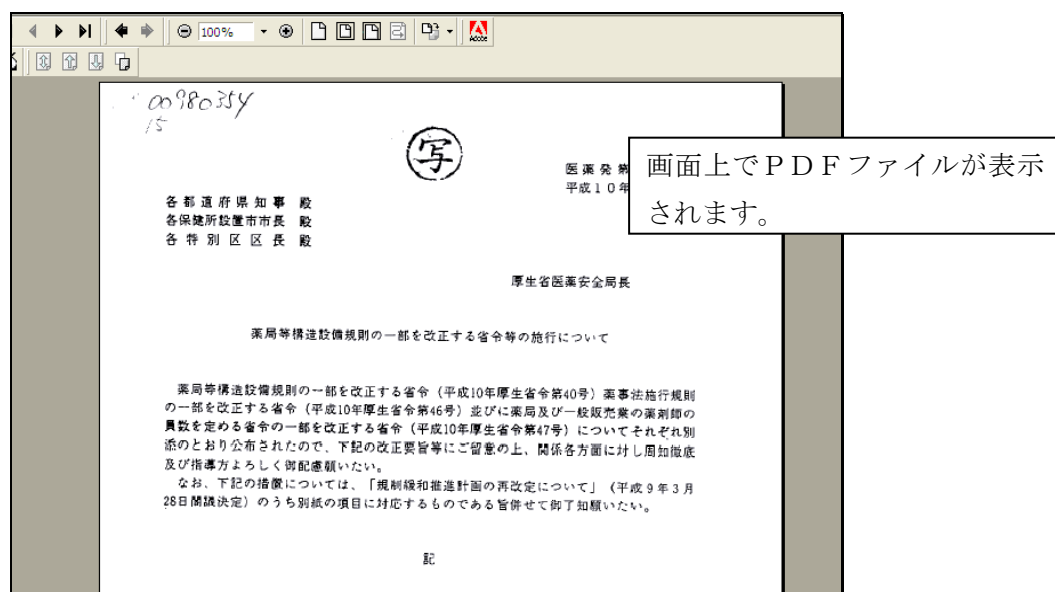 100%
Adobe
00980354
15
写
医薬発第
平成10年
各都道府県知事 殿
各保健所設置市市長 殿
各特別区区長 殿
画面上でPDFファイルが表示
されます。
厚生省医薬安全局長
薬局等構造設備規則の一部を改正する省令等の施行について
薬局等構造設備規則の一部を改正する省令(平成10年厚生省令第40号)薬事法施行規則
の一部を改正する省令(平成10年厚生省令第46号)並びに薬局及び一般販売業の薬剤師の
員数を定める省令の一部を改正する省令(平成10年厚生省令第47号)についてそれぞれ別
添のとおり公布されたので、下記の改正要旨等にご留意の上、関係各方面に対し周知徹底
及び指導方よろしく御配慮願いたい。
なお、下記の措置については、「規制緩和推進計画の再改定について」(平成9年3月
28日閣議決定)のうち別紙の項目に対応するものである旨併せて御了知願いたい。
記